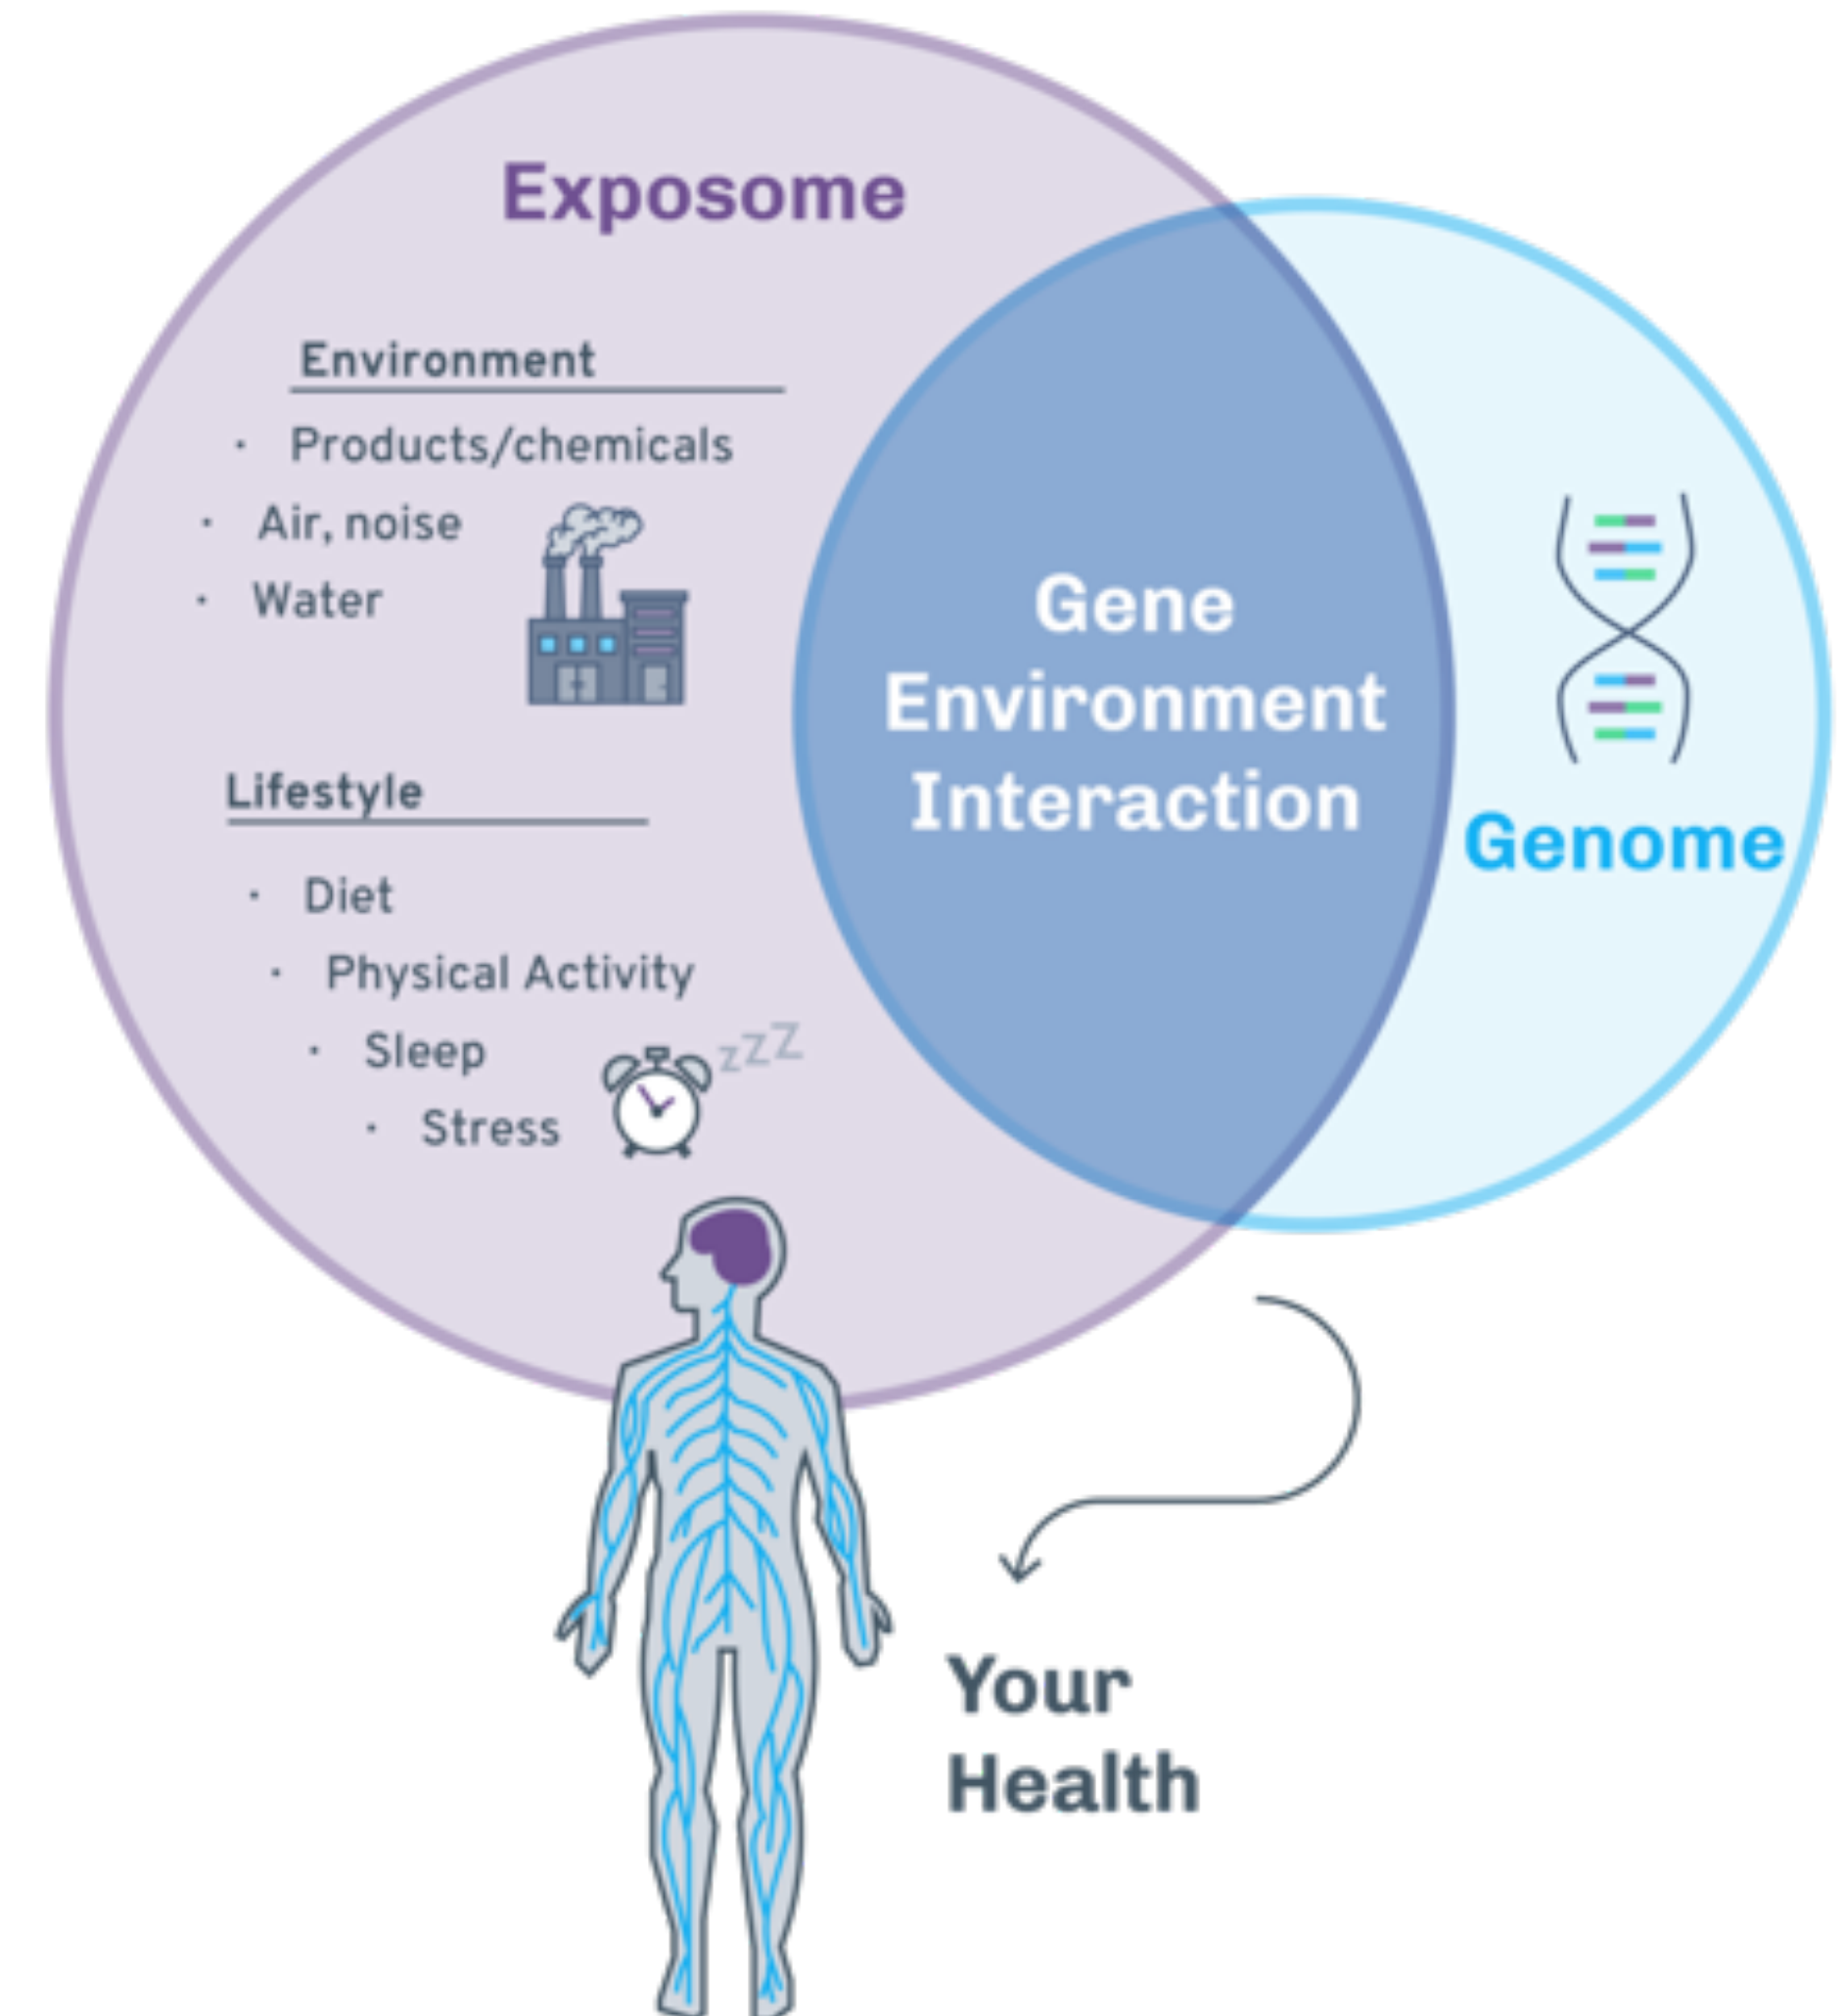 Exposome
Environment
· Products/chemicals
· Air, noise
· Water
Lifestyle
· Diet
· Physical Activity
· Sleep
· Stress
zZZ
Gene
Environment
Interaction
Genome
Your
Health